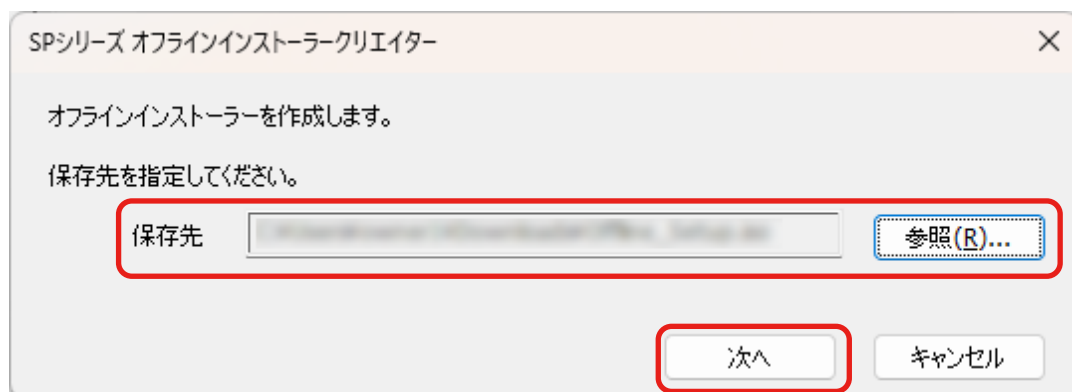 SPシリーズ オフラインインストーラークリエイター
オフラインインストーラーを作成します。
保存先を指定してください。
保存先
参照(R)...
次へ
キャンセル